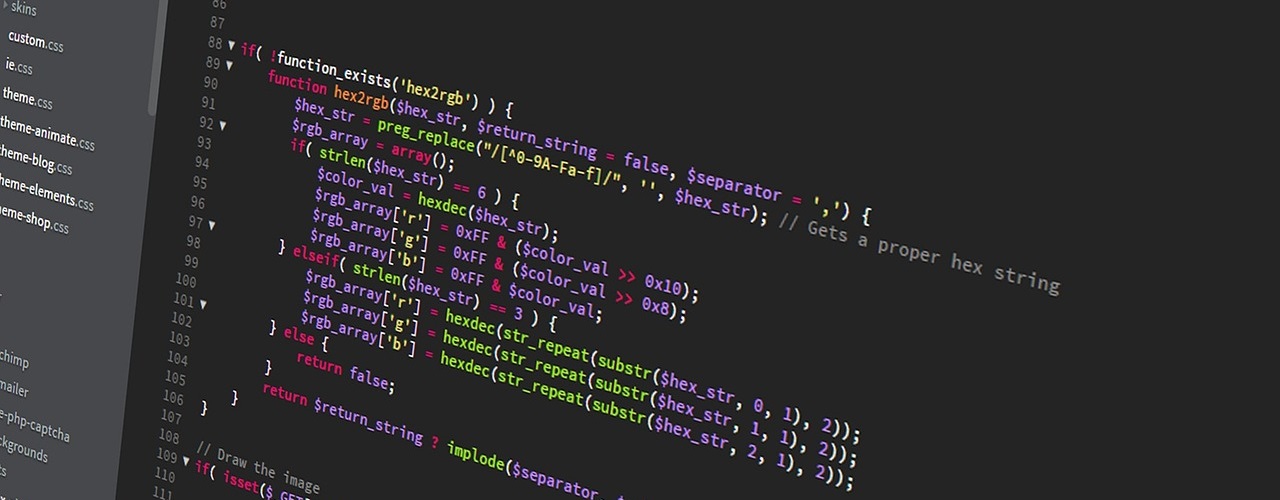 skins
custom.css
ie.css
theme.css
theme-animate.css
theme-blog.css
theme-elements.css
theme-shop.css
chimp
mailer
e-php-captcha
ckgrounds
86
87
88 if( !function_exists('hex2rgb') ) {
89 function hex2rgb($hex_str, $return_string = false, $separator = ',') {
90 $hex_str = preg_replace("/[^0-9A-Fa-f]/", '', $hex_str); // Gets a proper hex string
91 $rgb_array = array();
92 if( strlen($hex_str) == 6 ) {
93 $color_val = hexdec($hex_str);
94 $rgb_array['r'] = 0xFF & ($color_val >> 0x10);
95 $rgb_array['g'] = 0xFF & ($color_val >> 0x8);
96 $rgb_array['b'] = 0xFF & $color_val;
97 } elseif( strlen($hex_str) == 3 ) {
98 $rgb_array['r'] = hexdec(str_repeat(substr($hex_str, 0, 1), 2));
99 $rgb_array['g'] = hexdec(str_repeat(substr($hex_str, 1, 1), 2));
100 $rgb_array['b'] = hexdec(str_repeat(substr($hex_str, 2, 1), 2));
101 } else {
102 return false;
103 }
104 return $return_string ? implode($separator,
105 }
106 }
107
108 // Draw the image
109 if( isset($_GET[
110
111